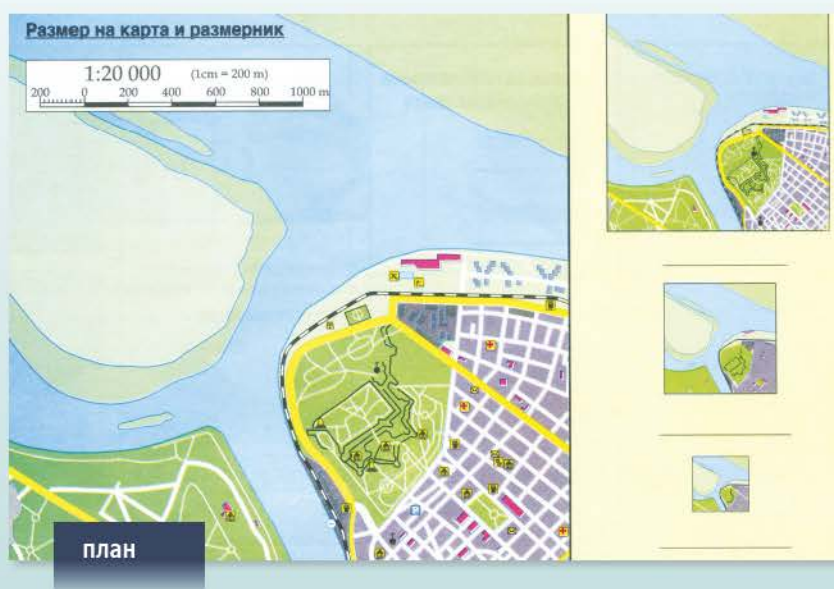 Размер на карта и размерник
1:20 000 (1cm = 200 m)
200 0 200 400 600 800 1000 m
план